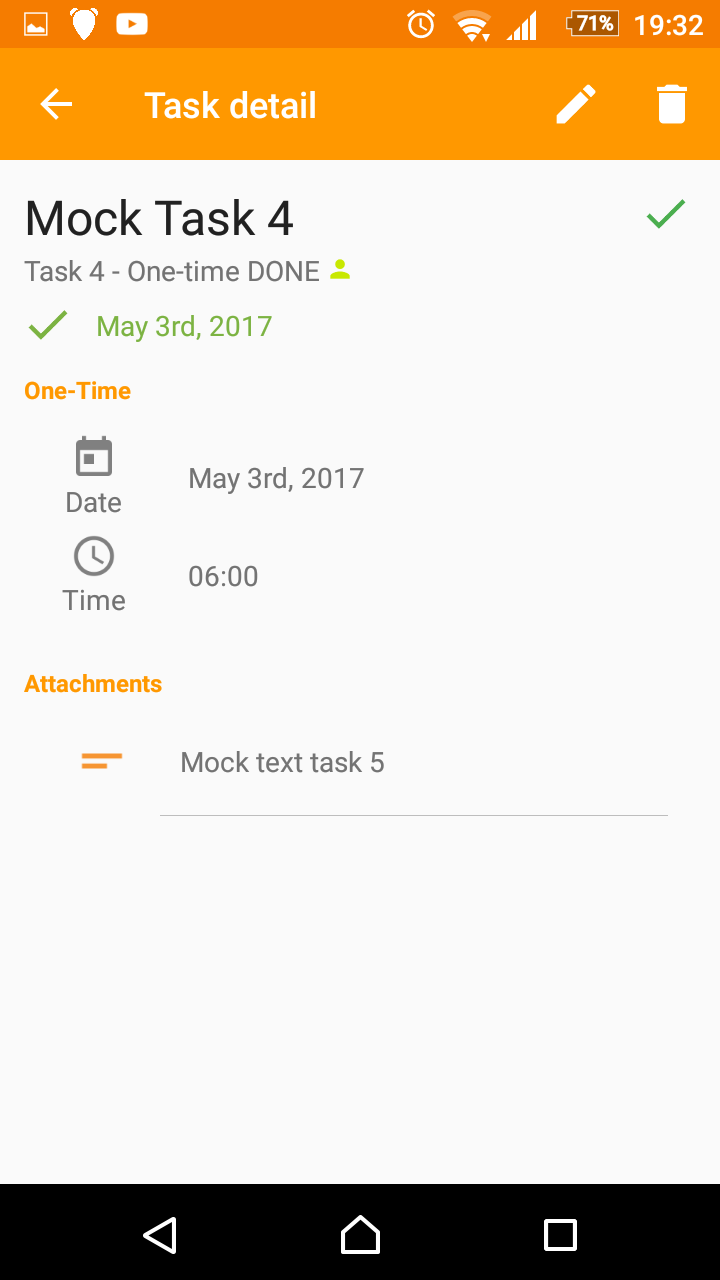 71% 19:32
Task detail
Mock Task 4
Task 4 - One-time DONE
May 3rd, 2017
One-Time
Date
May 3rd, 2017
Time
06:00
Attachments
Mock text task 5